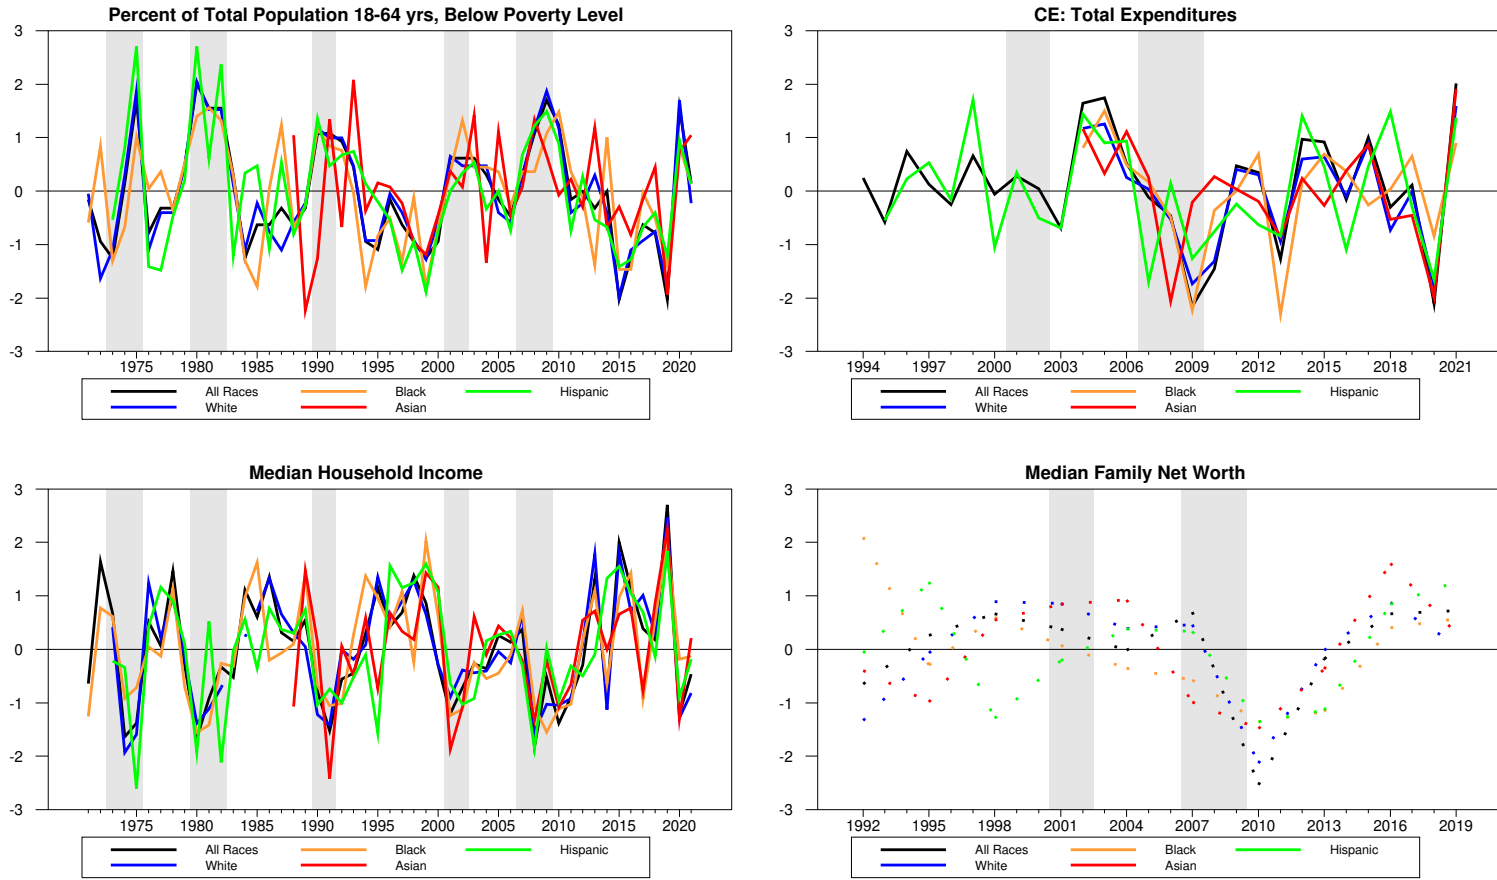 Percent of Total Population 18-64 yrs, Below Poverty Level
3
2
1
0
-1
-2
-3
1975 1980 1985 1990 1995 2000 2005 2010 2015 2020
All Races Black Hispanic
White Asian
CE: Total Expenditures
3
2
1
0
-1
-2
-3
1994 1997 2000 2003 2006 2009 2012 2015 2018 2021
All Races Black Hispanic
White Asian
Median Household Income
3
2
1
0
-1
-2
-3
1975 1980 1985 1990 1995 2000 2005 2010 2015 2020
All Races Black Hispanic
White Asian
Median Family Net Worth
3
2
1
0
-1
-2
-3
1992 1995 1998 2001 2004 2007 2010 2013 2016 2019
All Races Black Hispanic
White Asian